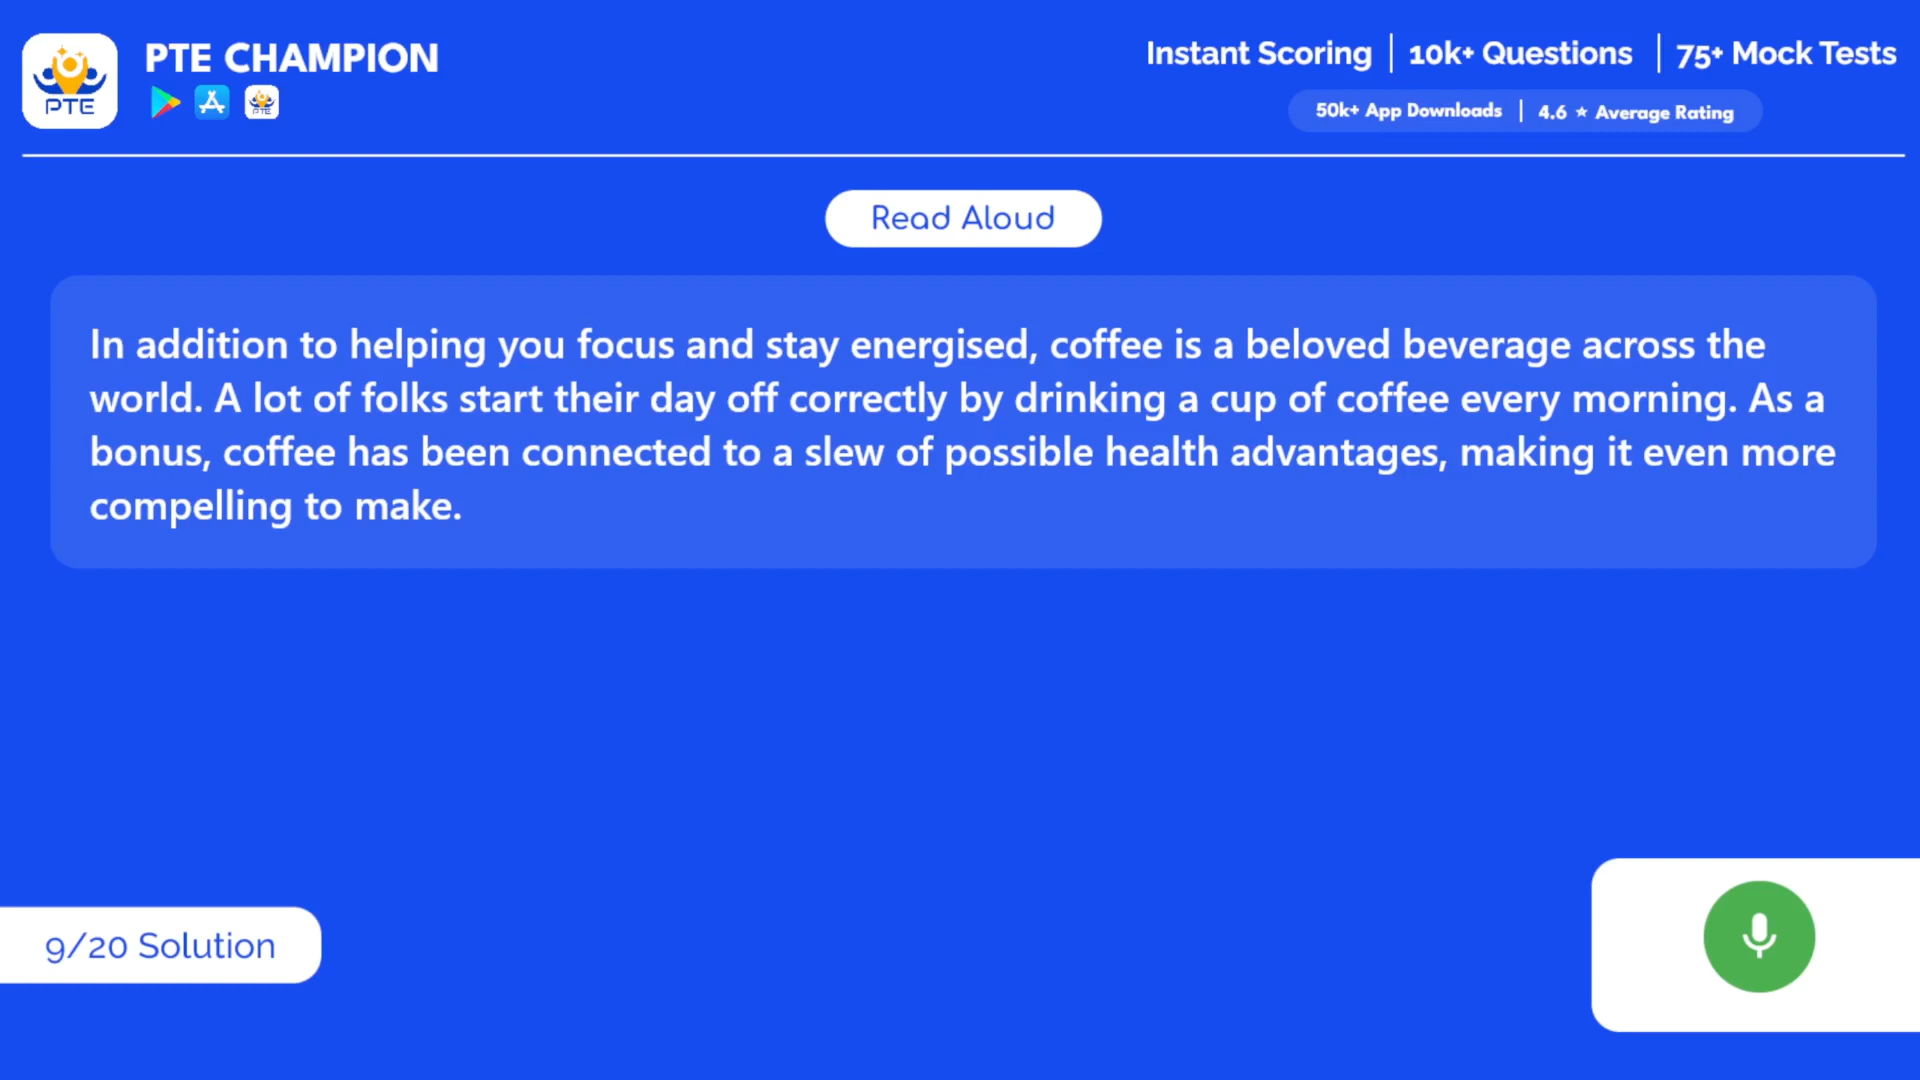 PTE CHAMPION
PTE
PTE
Instant Scoring | 10k+ Questions | 75+ Mock Tests
50k+ App Downloads | 4.6 ★ Average Rating
Read Aloud
In addition to helping you focus and stay energised, coffee is a beloved beverage across the
world. A lot of folks start their day off correctly by drinking a cup of coffee every morning. As a
bonus, coffee has been connected to a slew of possible health advantages, making it even more
compelling to make.
9/20 Solution